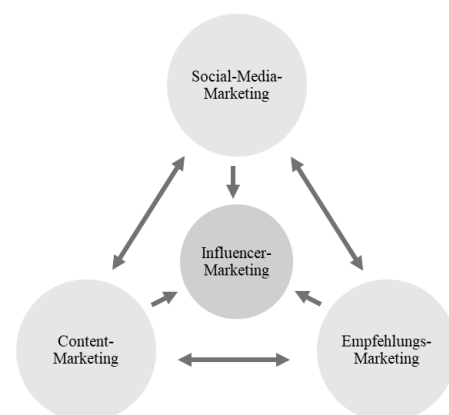 Social-Media-
Marketing
Influencer-
Marketing
Content-
Marketing
Empfehlungs-
Marketing